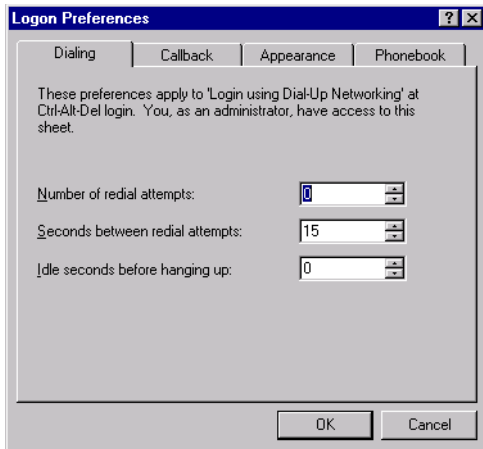 Logon Preferences
Dialing Callback Appearance Phonebook
These preferences apply to 'Login using Dial-Up Networking' at
Ctrl-Alt-Del login. You, as an administrator, have access to this
sheet.
Number of redial attempts: 0
Seconds between redial attempts: 15
Idle seconds before hanging up: 0
OK Cancel